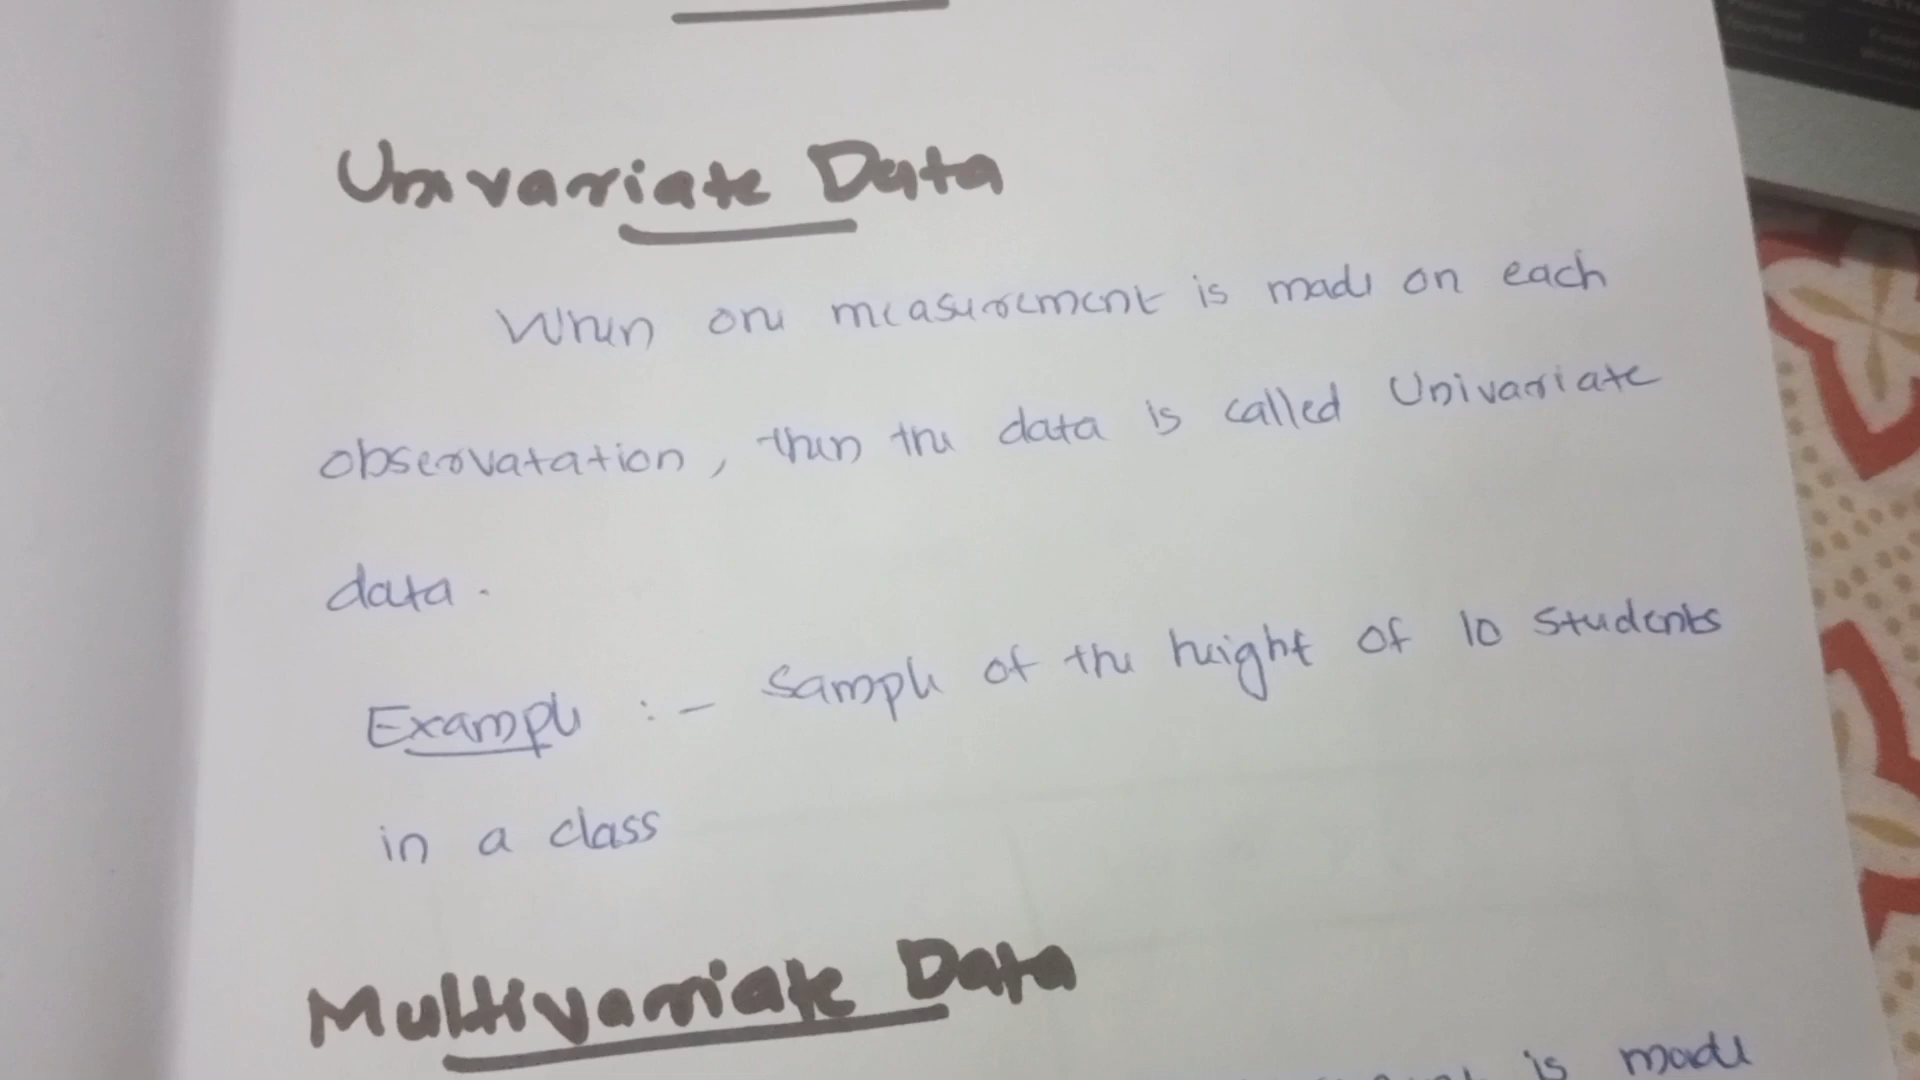 Univariate Data
When one measurement is made on each
observatation, then the data is called Univariate
data.
Example :- Sample of the height of 10 Students
in a class
Multivariate Data
is made